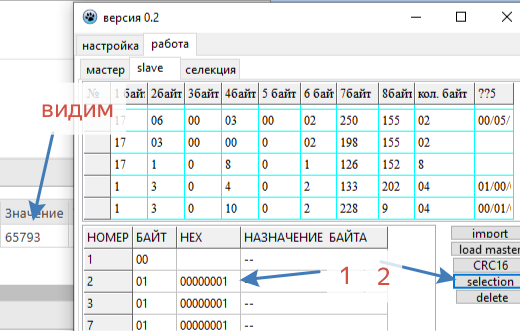 версия 0.2
настройка работа
мастер slave селекция
№ 1 байт 2байт 3байт 4байт 5 байт 6 байт 7байт 8байт кол. байт ??5
17 06 00 03 00 02 250 155 02 00/05/
17 03 00 00 0 02 198 155 02
17 1 0 8 0 1 126 152 8
1 3 0 4 0 2 133 202 04 01/00/0
1 3 0 10 0 2 228 9 04 00/01/0
видим
Значение
65793
НОМЕР БАЙТ HEX НАЗНАЧЕНИЕ БАЙТА
1 00 --
2 01 00000001 --
3 01 00000001 --
7 01 00000001 --
1 2
import
load master
CRC16
selection
delete